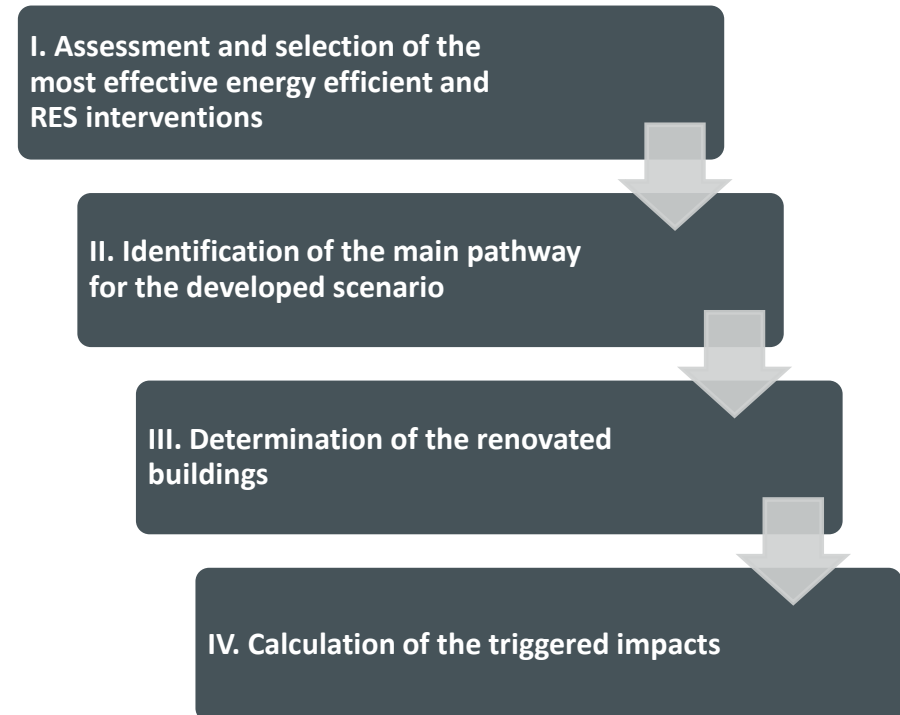 I. Assessment and selection of the
most effective energy efficient and
RES interventions
II. Identification of the main pathway
for the developed scenario
III. Determination of the renovated
buildings
IV. Calculation of the triggered impacts